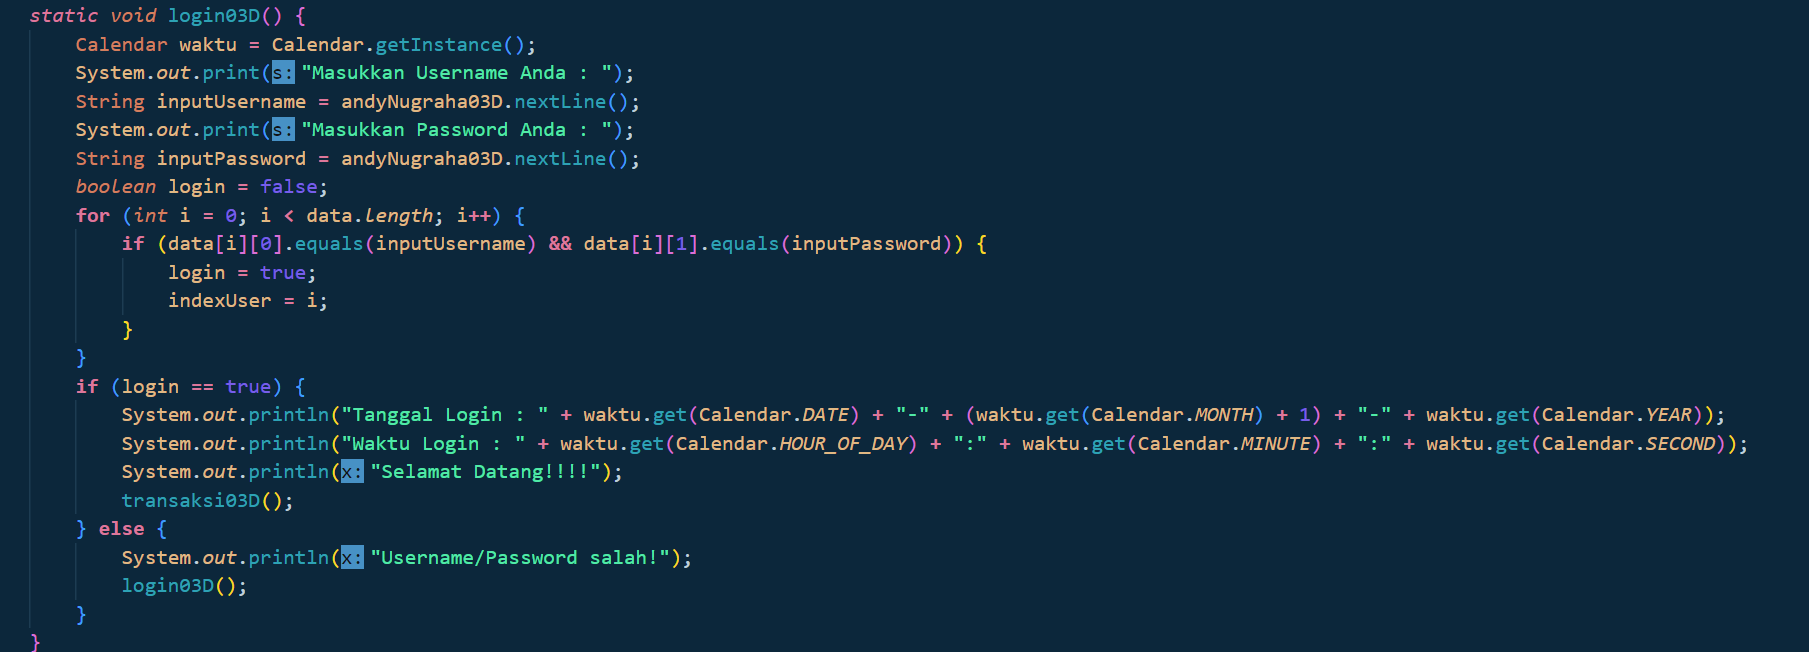 static void login03D() {
Calendar waktu = Calendar.getInstance();
System.out.print(s: "Masukkan Username Anda : ");
String inputUsername = andyNugraha03D.nextLine();
System.out.print(s: "Masukkan Password Anda : ");
String inputPassword = andyNugraha03D.nextLine();
boolean login = false;
for (int i = 0; i < data.length; i++) {
if (data[i][0].equals(inputUsername) && data[i][1].equals(inputPassword)) {
login = true;
indexUser = i;
}
}
if (login == true) {
System.out.println("Tanggal Login : " + waktu.get(Calendar.DATE) + "-" + (waktu.get(Calendar.MONTH) + 1) + "-" + waktu.get(Calendar.YEAR));
System.out.println("Waktu Login : " + waktu.get(Calendar.HOUR_OF_DAY) + ":" + waktu.get(Calendar.MINUTE) + ":" + waktu.get(Calendar.SECOND));
System.out.println(x: "Selamat Datang!!!!");
transaksi03D();
} else {
System.out.println(x: "Username/Password salah!");
login03D();
}
}